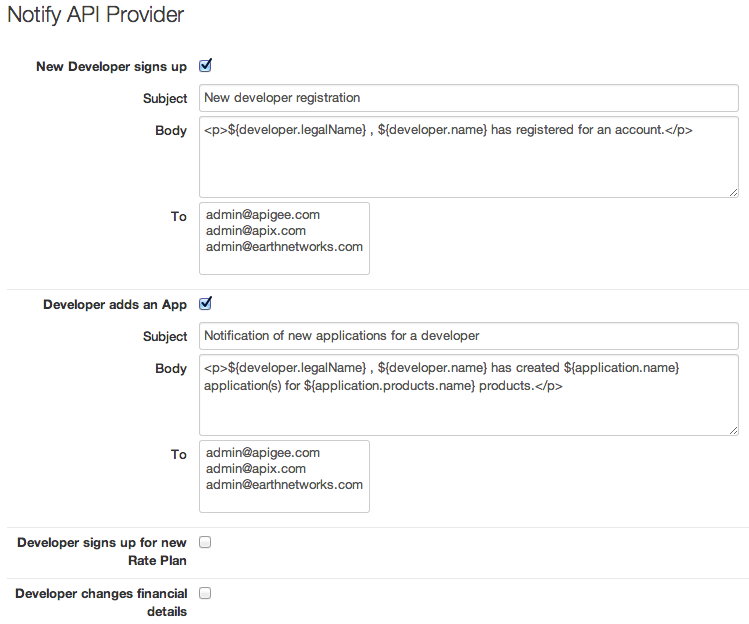 Notify API Provider
New Developer signs up
Subject
New developer registration
Body
<p>${developer.legalName} , ${developer.name} has registered for an account.</p>
To
admin@apigee.com
admin@apix.com
admin@earthnetworks.com
Developer adds an App
Subject
Notification of new applications for a developer
Body
<p>${developer.legalName} , ${developer.name} has created ${application.name}
application(s) for ${application.products.name} products.</p>
To
admin@apigee.com
admin@apix.com
admin@earthnetworks.com
Developer signs up for new
Rate Plan
Developer changes financial
details